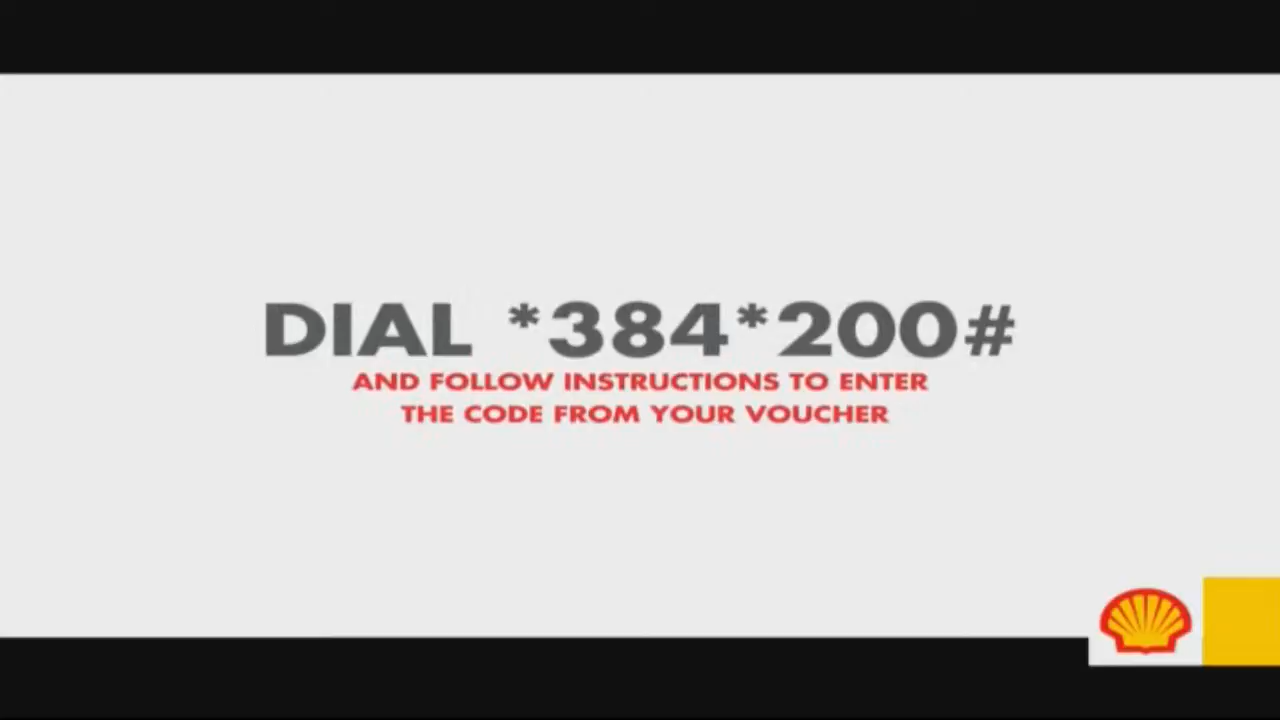 DIAL *384*200#
AND FOLLOW INSTRUCTIONS TO ENTER
THE CODE FROM YOUR VOUCHER